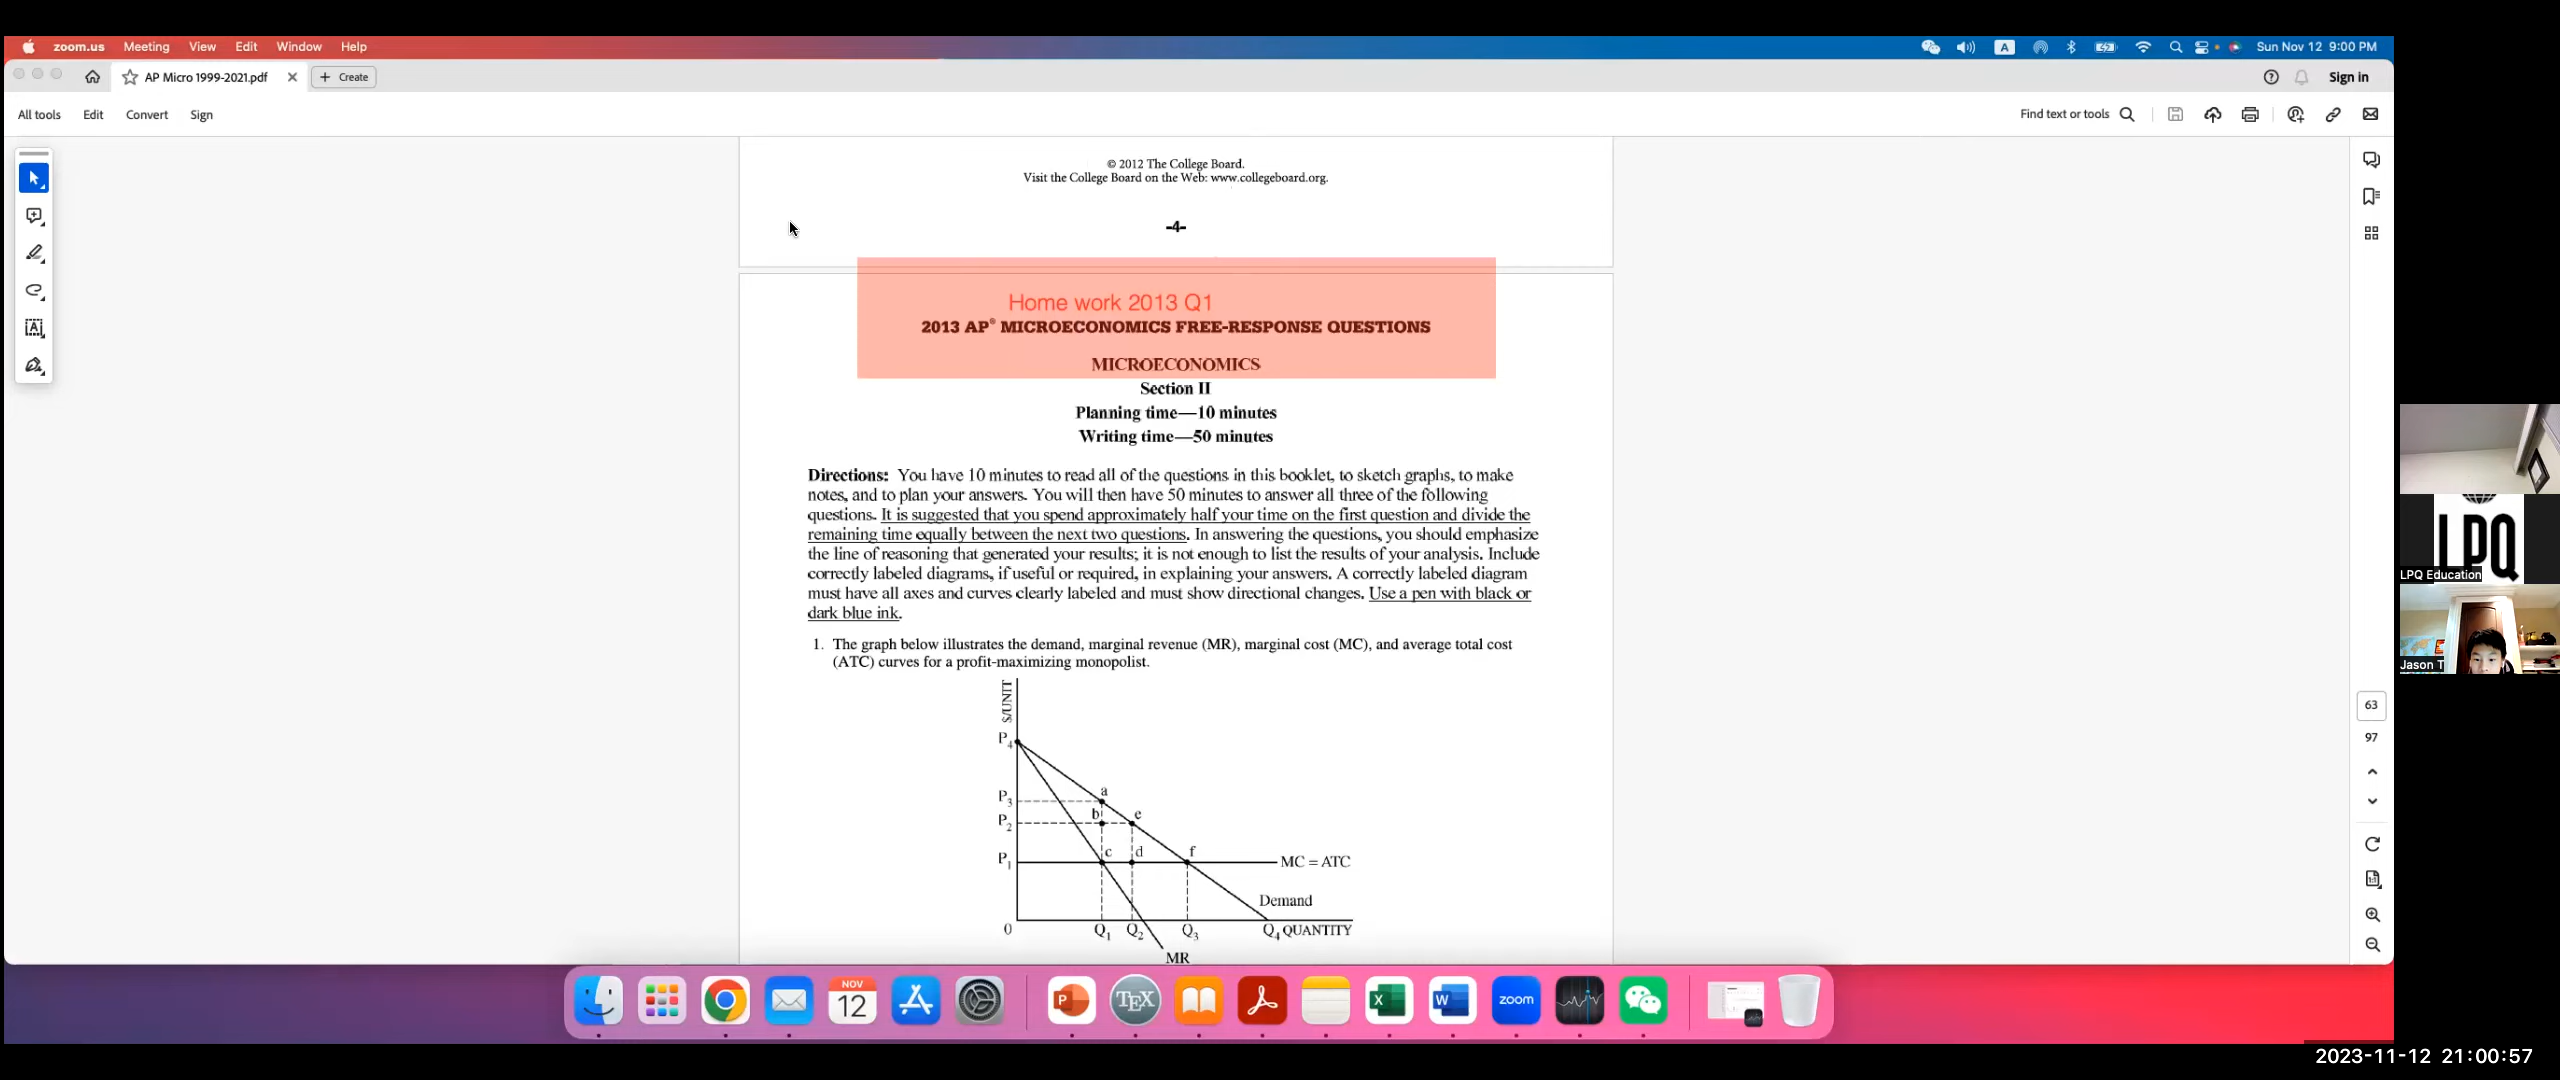 zoom.us Meeting View Edit Window Help
A
Sun Nov 12 9:00 PM
AP Micro 1999-2021.pdf
Create
Sign in
All tools Edit Convert Sign
Find text or tools
© 2012 The College Board.
Visit the College Board on the Web: www.collegeboard.org.
-4-
Home work 2013 Q1
2013 AP® MICROECONOMICS FREE-RESPONSE QUESTIONS
MICROECONOMICS
Section II
Planning time—10 minutes
Writing time—50 minutes
Directions: You have 10 minutes to read all of the questions in this booklet, to sketch graphs, to make
notes, and to plan your answers. You will then have 50 minutes to answer all three of the following
questions. It is suggested that you spend approximately half your time on the first question and divide the
remaining time equally between the next two questions. In answering the questions, you should emphasize
the line of reasoning that generated your results; it is not enough to list the results of your analysis. Include
correctly labeled diagrams, if useful or required, in explaining your answers. A correctly labeled diagram
must have all axes and curves clearly labeled and must show directional changes. Use a pen with black or
dark blue ink.
1. The graph below illustrates the demand, marginal revenue (MR), marginal cost (MC), and average total cost
(ATC) curves for a profit-maximizing monopolist.
$/UNIT
P4
P3
P2
P1
a
b
e
c
d
f
MC = ATC
Demand
0
Q1
Q2
Q3
Q4 QUANTITY
MR
63
97
LPQ
LPQ Education
Jason T
NOV
12
P
TEX
X
W
zoom
2023-11-12 21:00:57